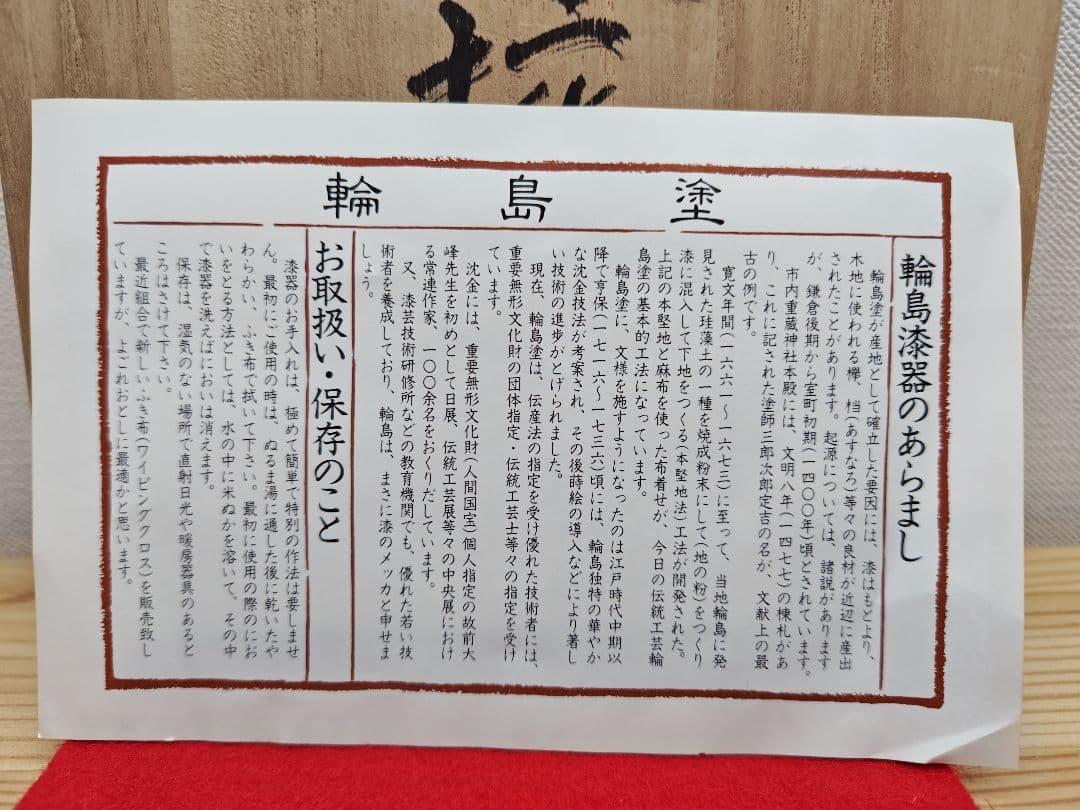 輪島塗
輪島漆器のあらまし
輪島塗が産地として確立した要因には、漆はもとより、
木地に使われる欅、档(あすなろ)等々の良材が近辺に産出
されたことがあります。起源については、諸説があります
が、鎌倉後期から室町初期(一四〇〇年)頃とされています。
市内重蔵神社本殿には、文明八年(一四七七)の棟札があ
り、これに記された塗師三郎次郎定吉の名が、文献上の最
古の例です。
寛文年間(一六六一〜一六七三)に至って、当地輪島に発
見された珪藻土の一種を焼成粉末にして(地の粉)をつくり
漆に混入して下地をつくる本堅地法)工法が開発された。
上記の本堅地と麻布を使った布着せが、今日の伝統工芸輪
島塗の基本的工法になっています。
輪島塗に、文様を施すようになったのは江戸時代中期以
降で亨保(一七一六〜一七三六)頃には、輪島独特の華やか
な沈金技法が考案され、その後蒔絵の導入などにより著し
い技術の進歩がとげられました。
現在、輪島塗は、伝産法の指定を受け優れた技術者には、
重要無形文化財の団体指定・伝統工芸士等々の指定を受け
ています。
沈金には、重要無形文化財(人間国宝)個人指定の故前大
峰先生を初めとして日展、伝統工芸展等々の中央展におけ
る常連作家、一〇〇余名をおくりだしています。
又、漆芸技術研修所などの教育機関でも、優れた若い技
術者を養成しており、輪島は、まさに漆のメッカと申せま
しょう。
お取扱い・保存のこと
漆器のお手入れは、極めて簡単で特別の作法は要しませ
ん。最初にご使用の時は、ぬるま湯に通した後に乾いたや
わらかい、ふき布で拭いて下さい。最初に使用の際のにお
いをとる方法としては、水の中に米ぬかを溶いて、その中
で漆器を洗えばにおいは消えます。
保存は、湿気のない場所で直射日光や暖房器具のあると
ころはさけて下さい。
最近組合で新しいふき布(ワイピングクロス)を販売致し
ていますが、よごれおとしに最適かと思います。